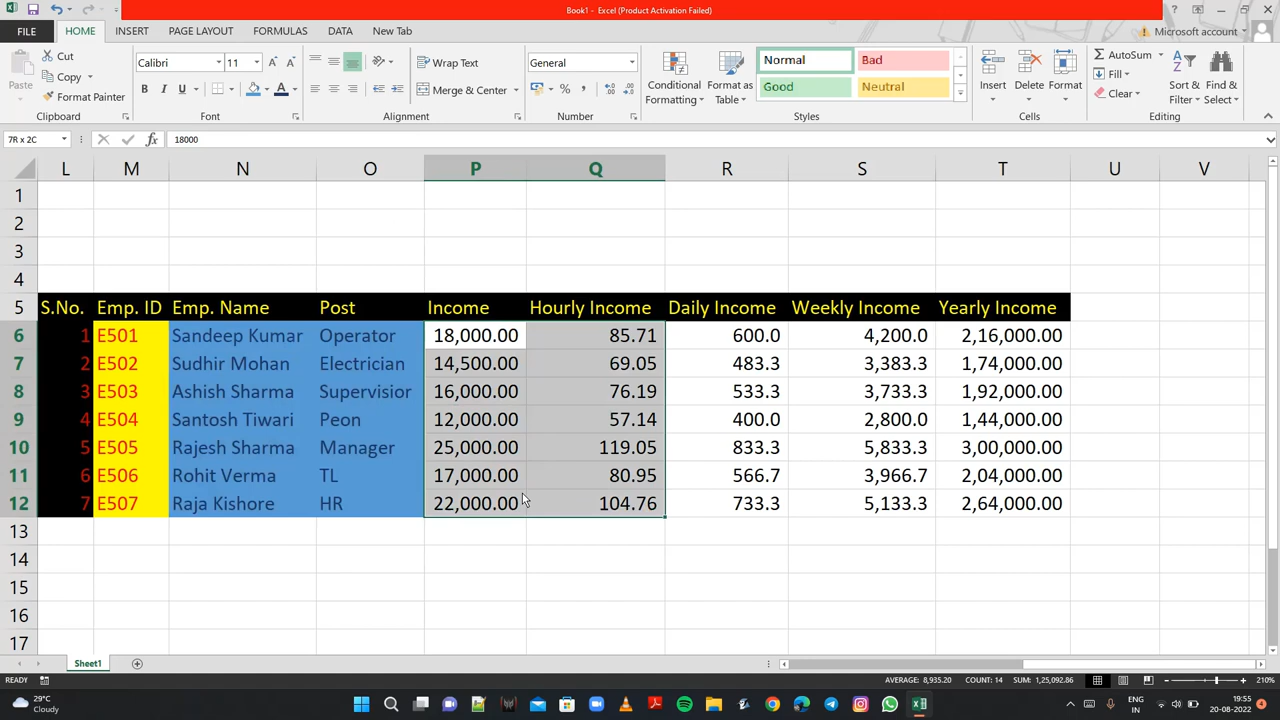 Book1 - Excel (Product Activation Failed)
FILE HOME INSERT PAGE LAYOUT FORMULAS DATA New Tab Microsoft account
Cut
Copy
Format Painter
Paste
Calibri 11
B I U
A A
Wrap Text
Merge & Center
General
%
Conditional Formatting
Format as Table
Normal Bad
Good Neutral
Insert Delete Format
AutoSum
Fill
Clear
Sort & Filter
Find & Select
Clipboard Font Alignment Number Styles Cells Editing
7R x 2C fx 18000
L M N O P Q R S T U V
1
2
3
4
5 S.No. Emp. ID Emp. Name Post Income Hourly Income Daily Income Weekly Income Yearly Income
6 1 E501 Sandeep Kumar Operator 18,000.00 85.71 600.0 4,200.0 2,16,000.00
7 2 E502 Sudhir Mohan Electrician 14,500.00 69.05 483.3 3,383.3 1,74,000.00
8 3 E503 Ashish Sharma Supervisior 16,000.00 76.19 533.3 3,733.3 1,92,000.00
9 4 E504 Santosh Tiwari Peon 12,000.00 57.14 400.0 2,800.0 1,44,000.00
10 5 E505 Rajesh Sharma Manager 25,000.00 119.05 833.3 5,833.3 3,00,000.00
11 6 E506 Rohit Verma TL 17,000.00 80.95 566.7 3,966.7 2,04,000.00
12 7 E507 Raja Kishore HR 22,000.00 104.76 733.3 5,133.3 2,64,000.00
13
14
15
16
17
Sheet1
READY AVERAGE: 8,935.20 COUNT: 14 SUM: 1,25,092.86 210%
29°C
Cloudy
ENG
IN
19:55
20-08-2022